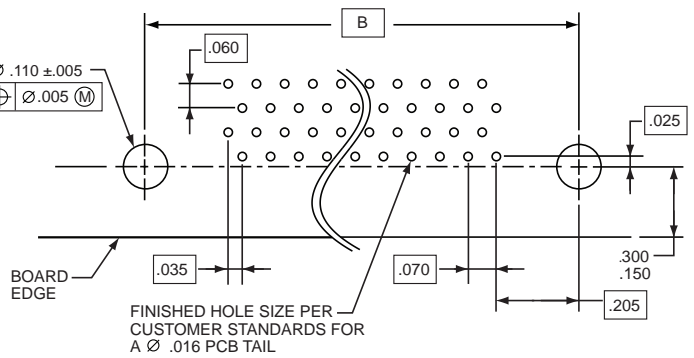 B
.060
Ø .110 ±.005
⌖ Ø.005 Ⓜ
.025
.300
.150
.035
.070
.205
BOARD
EDGE
FINISHED HOLE SIZE PER
CUSTOMER STANDARDS FOR
A Ø .016 PCB TAIL